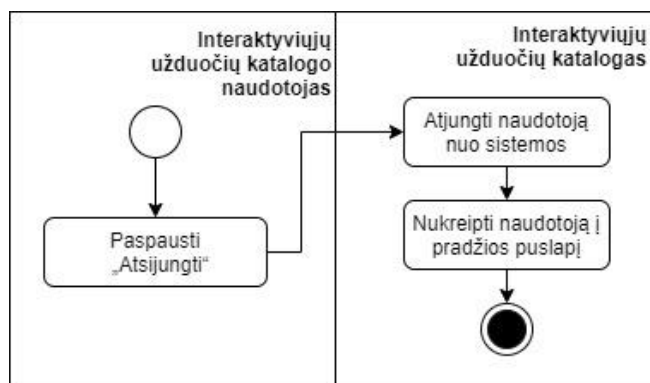 Interaktyviųjų
užduočių katalogo
naudotojas
Paspausti
„Atsijungti“
Interaktyviųjų
užduočių katalogas
Atjungti naudotoją
nuo sistemos
Nukreipti naudotoją į
pradžios puslapį